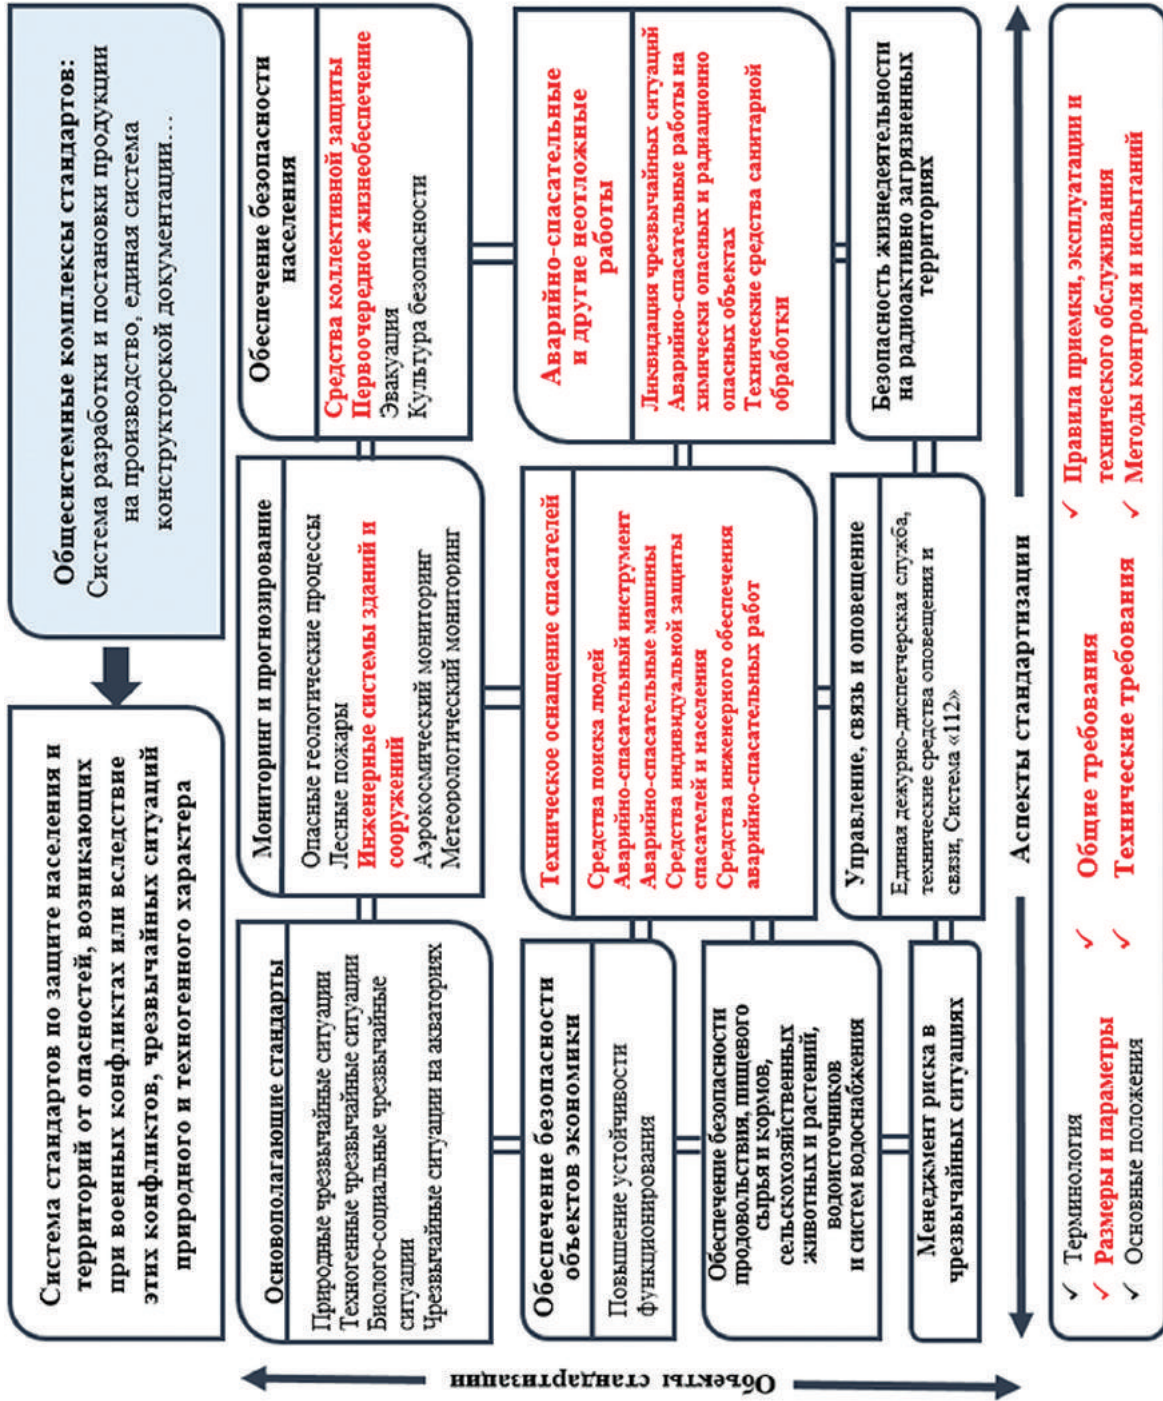 Система стандартов по защите населения и
территорий от опасностей, возникающих
при военных конфликтах или вследствие
этих конфликтов, чрезвычайных ситуаций
природного и техногенного характера
Общесистемные комплексы стандартов:
Система разработки и постановки продукции
на производство, единая система
конструкторской документации...
Объекты стандартизации
Основополагающие стандарты
Природные чрезвычайные ситуации
Техногенные чрезвычайные ситуации
Биолого-социальные чрезвычайные
ситуации
Чрезвычайные ситуации на акваториях
Мониторинг и прогнозирование
Опасные геологические процессы
Лесные пожары
Инженерные системы зданий и
сооружений
Аэрокосмический мониторинг
Метеорологический мониторинг
Обеспечение безопасности
населения
Средства коллективной защиты
Первоочередное жизнеобеспечение
Эвакуация
Культура безопасности
Обеспечение безопасности
объектов экономики
Повышение устойчивости
функционирования
Техническое оснащение спасателей
Средства поиска людей
Аварийно-спасательный инструмент
Аварийно-спасательные машины
Средства индивидуальной защиты
спасателей и населения
Средства инженерного обеспечения
аварийно-спасательных работ
Аварийно-спасательные
и другие неотложные
работы
Ликвидация чрезвычайных ситуаций
Аварийно-спасательные работы на
химически опасных и радиационно
опасных объектах
Технические средства санитарной
обработки
Обеспечение безопасности
продовольствия, пищевого
сырья и кормов,
сельскохозяйственных
животных и растений,
водоисточников
и систем водоснабжения
Управление, связь и оповещение
Единая дежурно-диспетчерская служба,
технические средства оповещения и
связи, Система «112»
Безопасность жизнедеятельности
на радиоактивно загрязненных
территориях
Менеджмент риска в
чрезвычайных ситуациях
Аспекты стандартизации
✓ Терминология
✓ Размеры и параметры
✓ Основные положения
✓ Общие требования
✓ Технические требования
✓ Правила приемки, эксплуатации и
технического обслуживания
✓ Методы контроля и испытаний